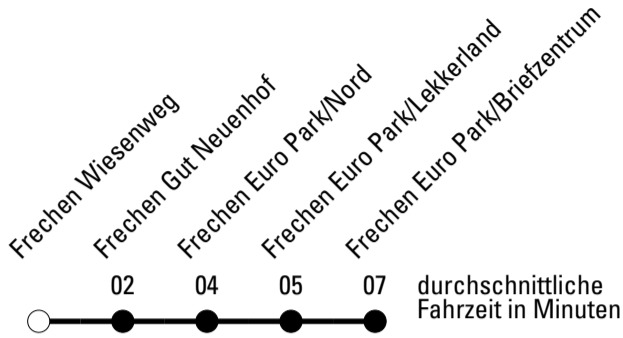 Frechen Wiesenweg
Frechen Gut Neuenhof
Frechen Euro Park/Nord
Frechen Euro Park/Lekkerland
Frechen Euro Park/Briefzentrum
02 04 05 07 durchschnittliche
Fahrzeit in Minuten